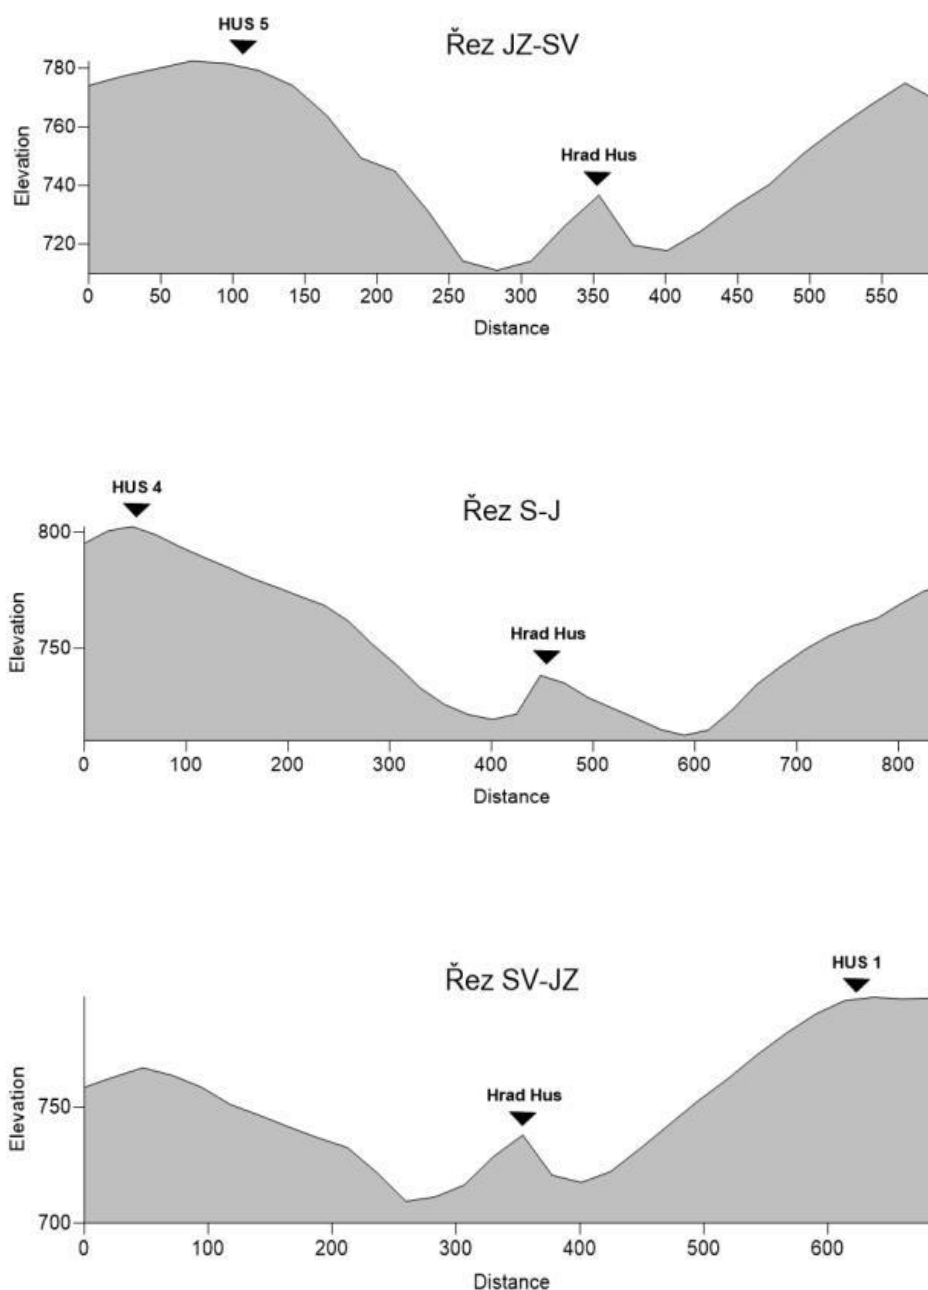 HUS 5
Řez JZ-SV
780
760
740
720
Elevation
Hrad Hus
0 50 100 150 200 250 300 350 400 450 500 550
Distance
HUS 4
Řez S-J
800
750
Elevation
Hrad Hus
0 100 200 300 400 500 600 700 800
Distance
HUS 1
Řez SV-JZ
750
700
Elevation
Hrad Hus
0 100 200 300 400 500 600
Distance